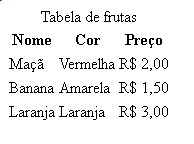 Tabela de frutas
Nome Cor Preço
Maçã Vermelha R$ 2,00
Banana Amarela R$ 1,50
Laranja Laranja R$ 3,00